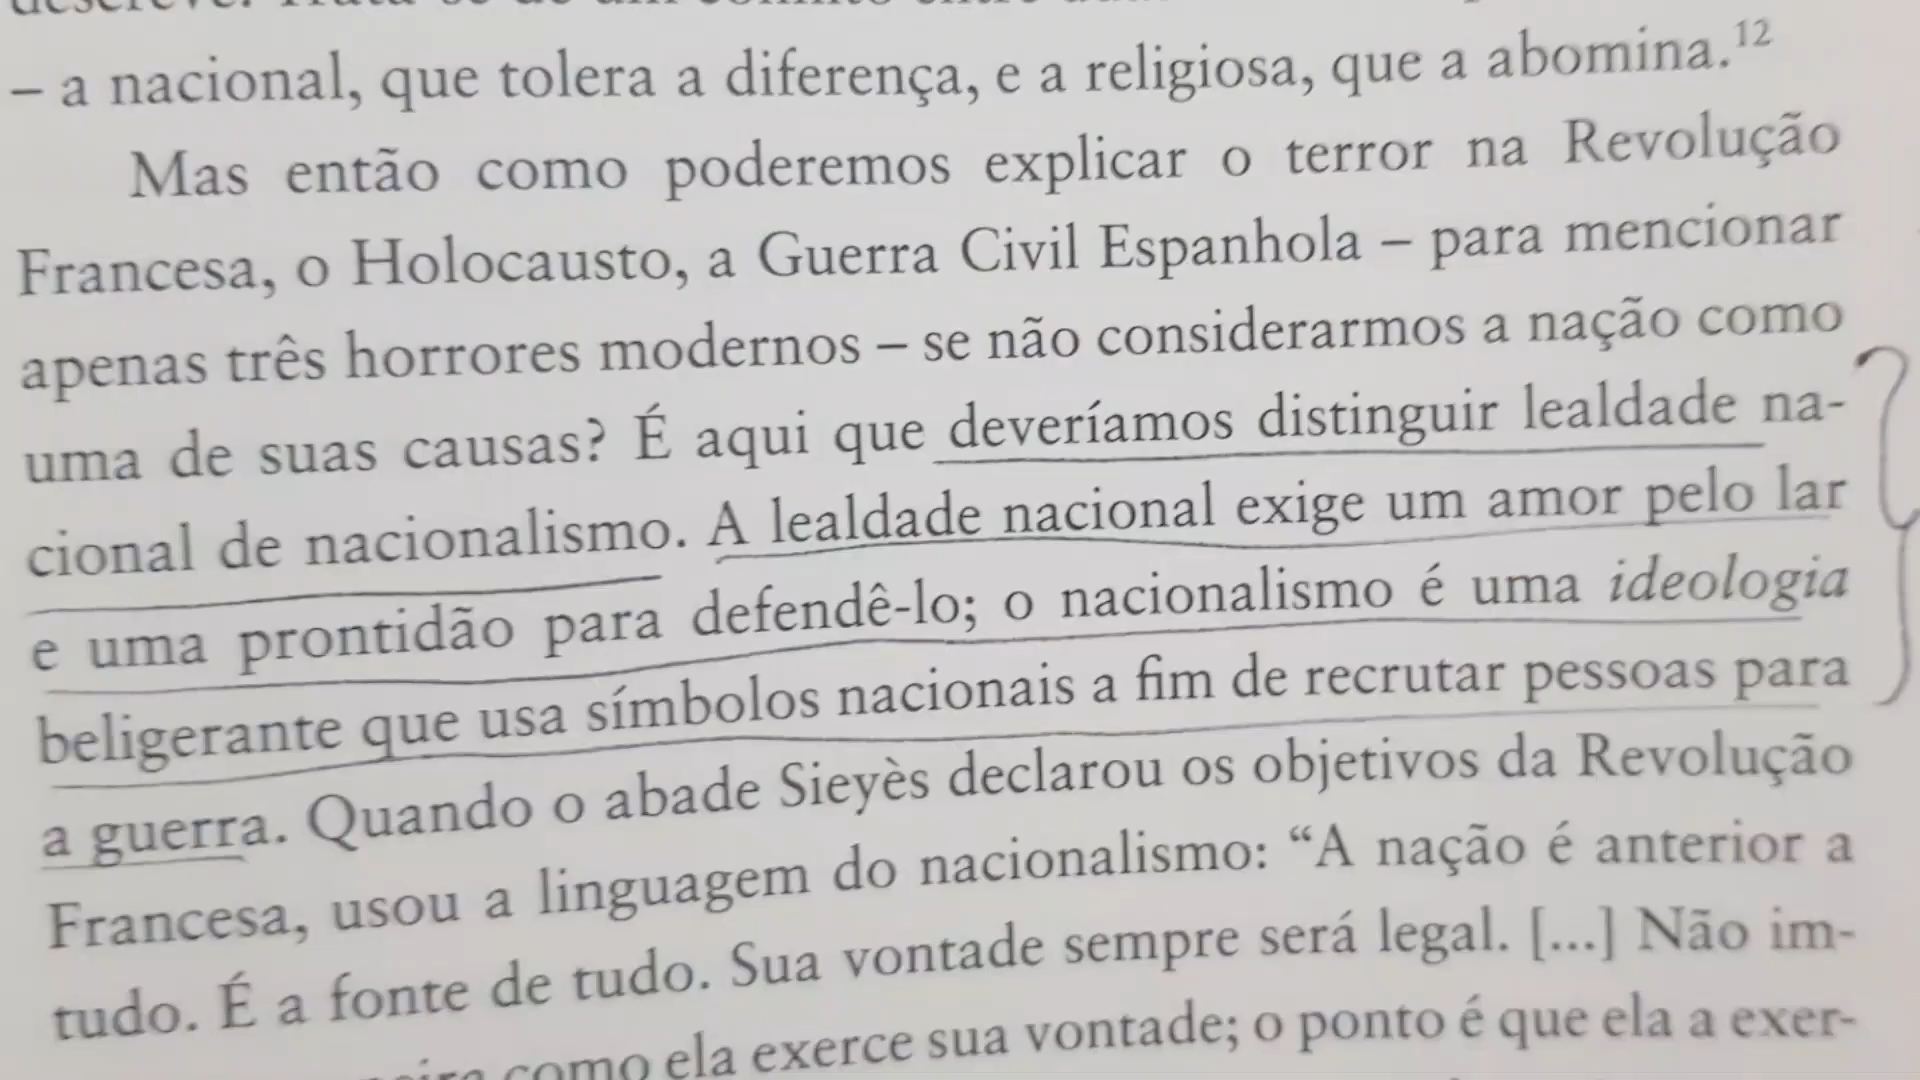 – a nacional, que tolera a diferença, e a religiosa, que a abomina.12
Mas então como poderemos explicar o terror na Revolução
Francesa, o Holocausto, a Guerra Civil Espanhola – para mencionar
apenas três horrores modernos – se não considerarmos a nação como
uma de suas causas? É aqui que deveríamos distinguir lealdade na-
cional de nacionalismo. A lealdade nacional exige um amor pelo lar
e uma prontidão para defendê-lo; o nacionalismo é uma ideologia
beligerante que usa símbolos nacionais a fim de recrutar pessoas para
a guerra. Quando o abade Sieyès declarou os objetivos da Revolução
Francesa, usou a linguagem do nacionalismo: “A nação é anterior a
tudo. É a fonte de tudo. Sua vontade sempre será legal. [...] Não im-
como ela exerce sua vontade; o ponto é que ela a exer-